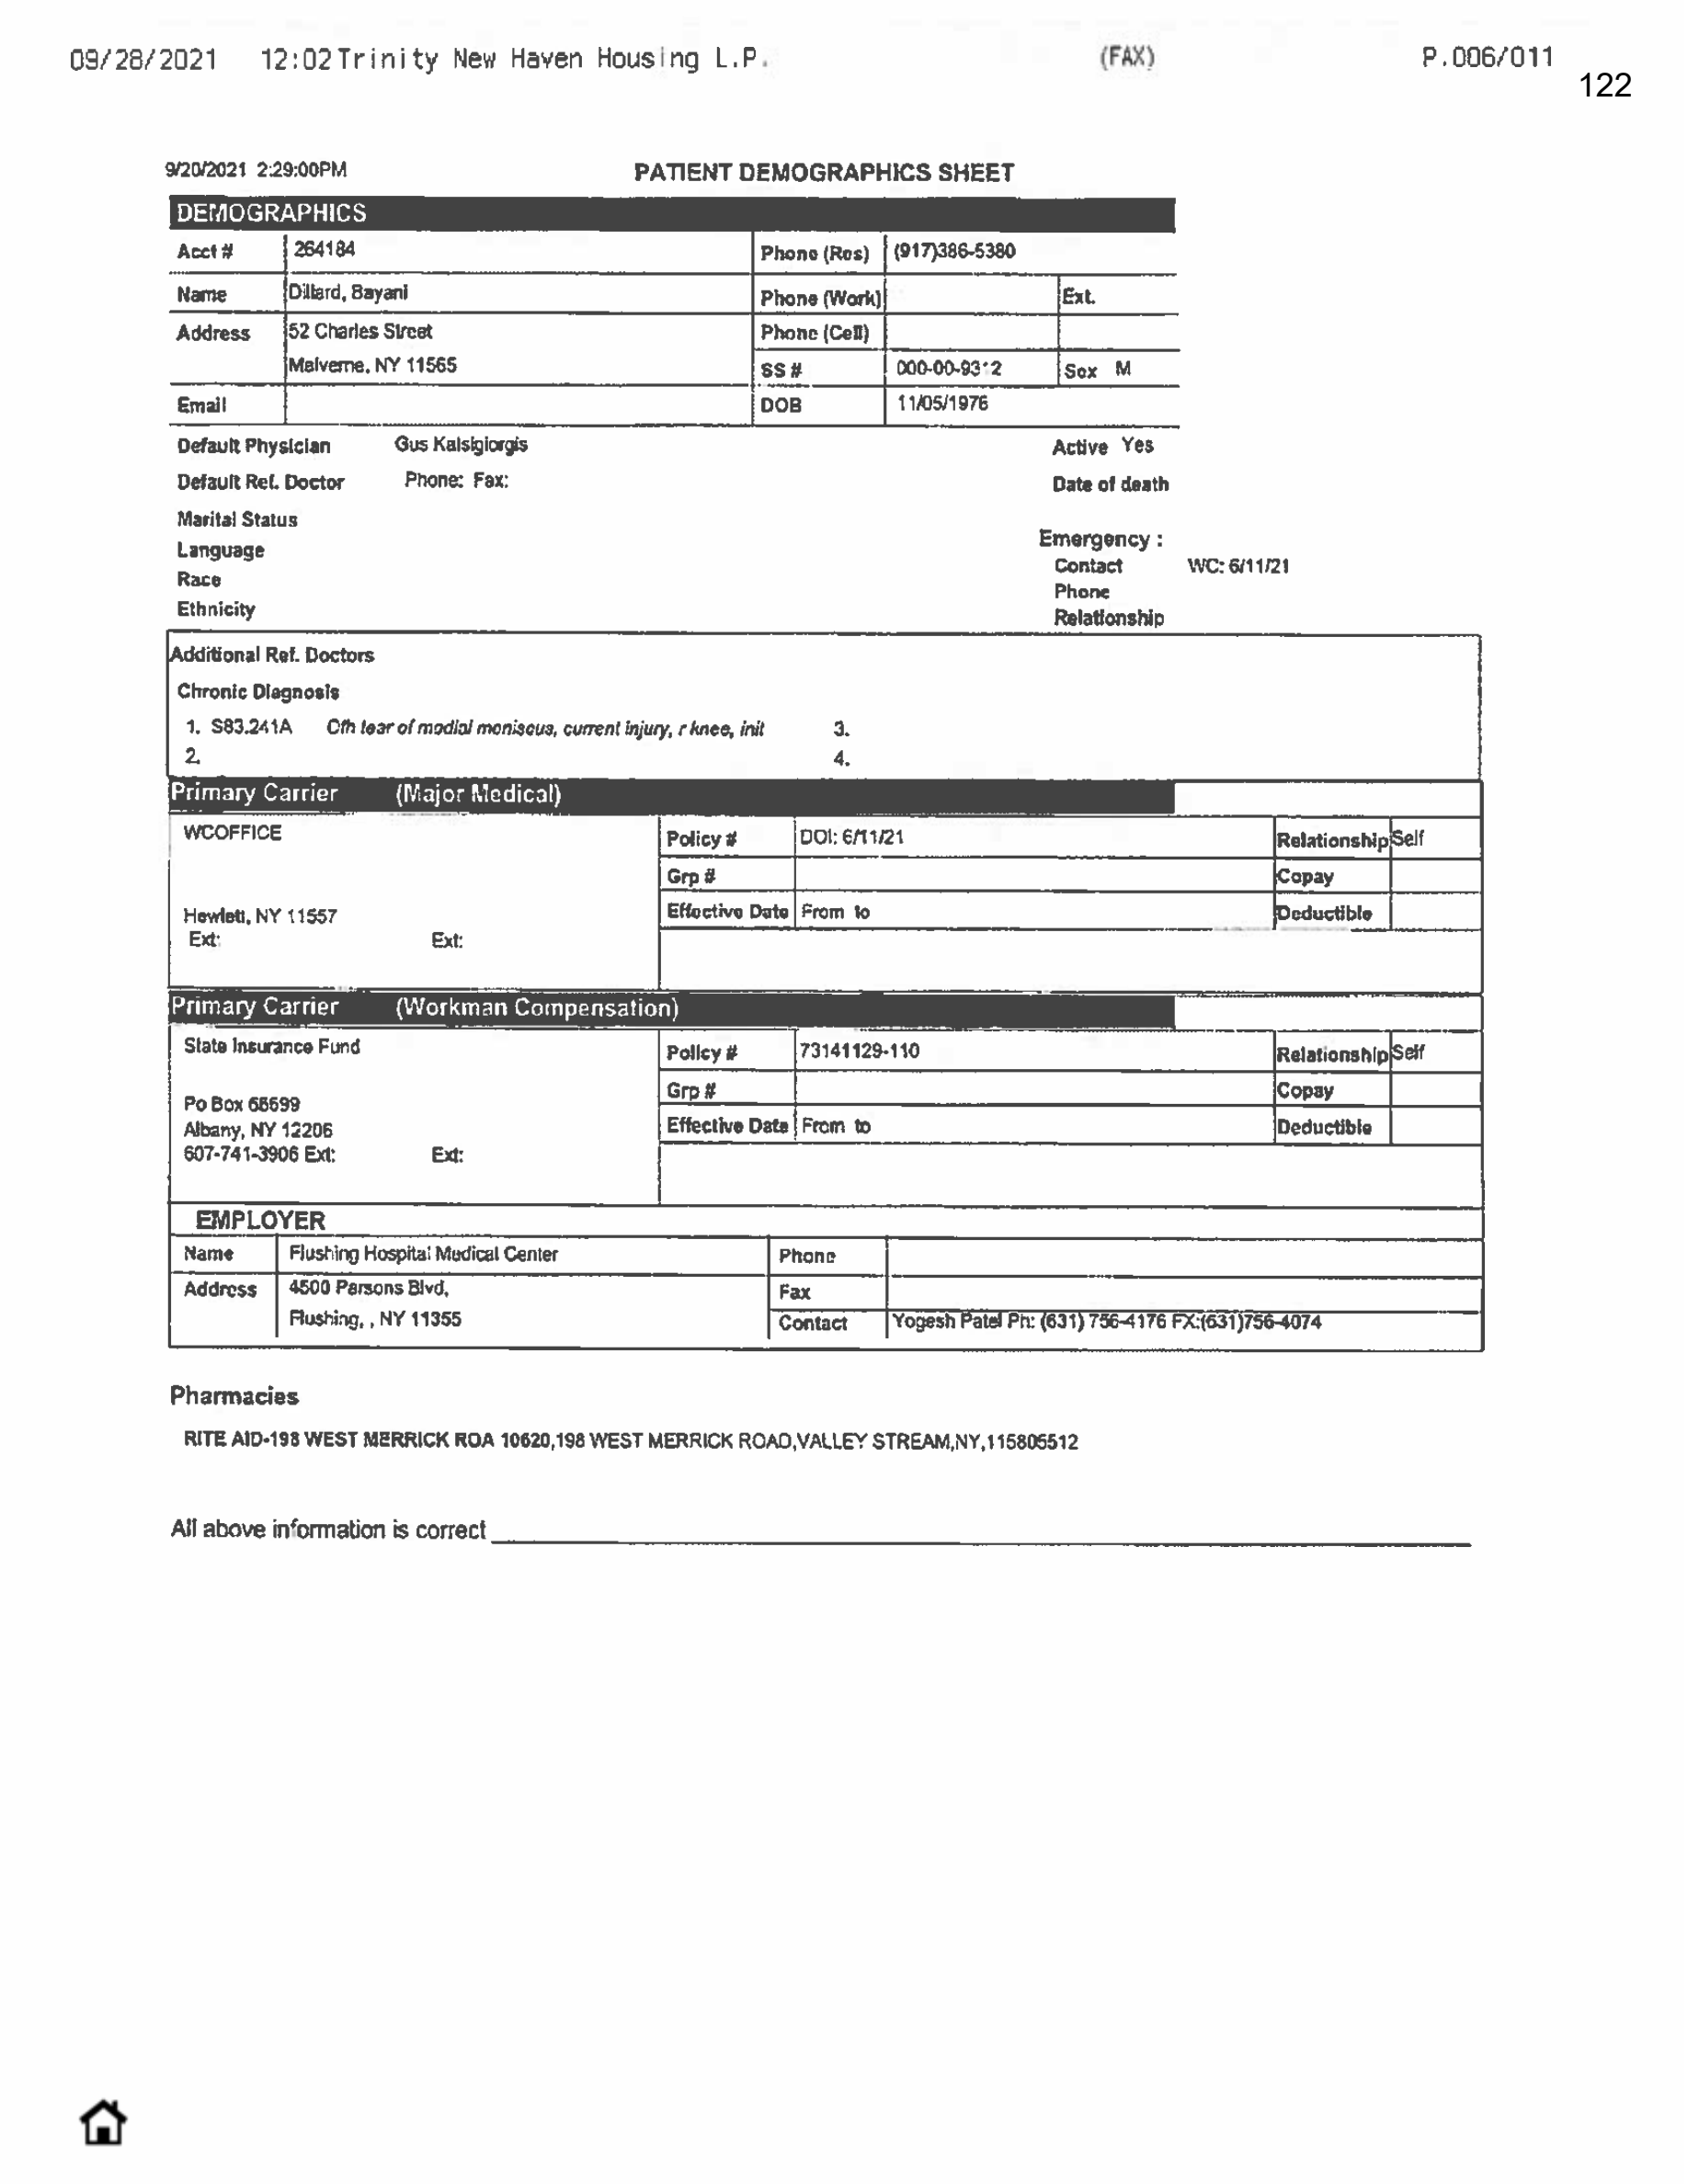 09/28/2021 12:02 Trinity New Haven Housing L.P. (FAX) P.006/011
122
9/20/2021 2:29:00PM PATIENT DEMOGRAPHICS SHEET
DEMOGRAPHICS
Acct # 264184 Phone (Res) (917)386-5380
Name Dillard, Bayani Phone (Work) Ext.
Address 52 Charles Street Phone (Cell)
Malverne, NY 11565 SS # 000-00-9312 Sex M
Email DOB 11/05/1976
Default Physician Gus Katsigiorgis Active Yes
Default Ref. Doctor Phone: Fax: Date of death
Marital Status
Emergency :
Language
Contact WC: 6/11/21
Race
Phone
Ethnicity
Relationship
Additional Ref. Doctors
Chronic Diagnosis
1. S83.241A Oth tear of medial meniscus, current injury, r knee, init 3.
2. 4.
Primary Carrier (Major Medical)
WCOFFICE Policy # DOI: 6/11/21 Relationship Self
Grp # Copay
Hewlett, NY 11557 Effective Date From to Deductible
Ext: Ext:
Primary Carrier (Workman Compensation)
State Insurance Fund Policy # 73141129-110 Relationship Self
Grp # Copay
Po Box 66699
Albany, NY 12206 Effective Date From to Deductible
607-741-3906 Ext: Ext:
EMPLOYER
Name Flushing Hospital Medical Center Phone
Address 4500 Parsons Blvd, Fax
Flushing, , NY 11355 Contact Yogesh Patel Ph: (631) 756-4176 FX:(631)756-4074
Pharmacies
RITE AID-198 WEST MERRICK ROA 10620,198 WEST MERRICK ROAD,VALLEY STREAM,NY,115805512
All above information is correct